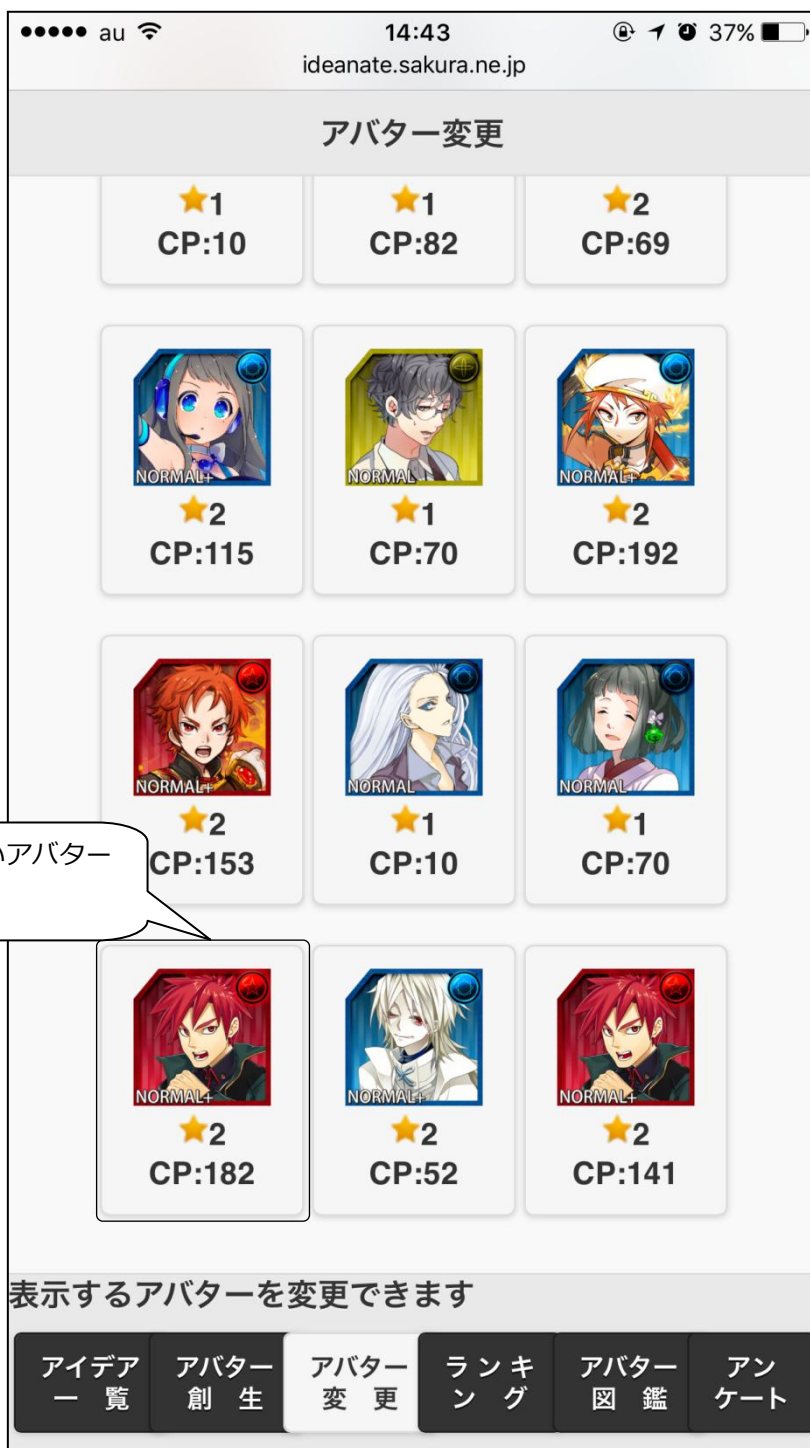 au 14:43 37%
ideanate.sakura.ne.jp
アバター変更
1 1 2
CP:10 CP:82 CP:69
NORMAL+ NORMAL NORMAL+
2 1 2
CP:115 CP:70 CP:192
NORMAL+ NORMAL NORMAL
2 1 1
CP:153 CP:10 CP:70
いアバター
NORMAL+ NORMAL+ NORMAL+
2 2 2
CP:182 CP:52 CP:141
表示するアバターを変更できます
アイデア アバター アバター ランキ アバター アン
一覧 創生 変更 ング 図鑑 ケート